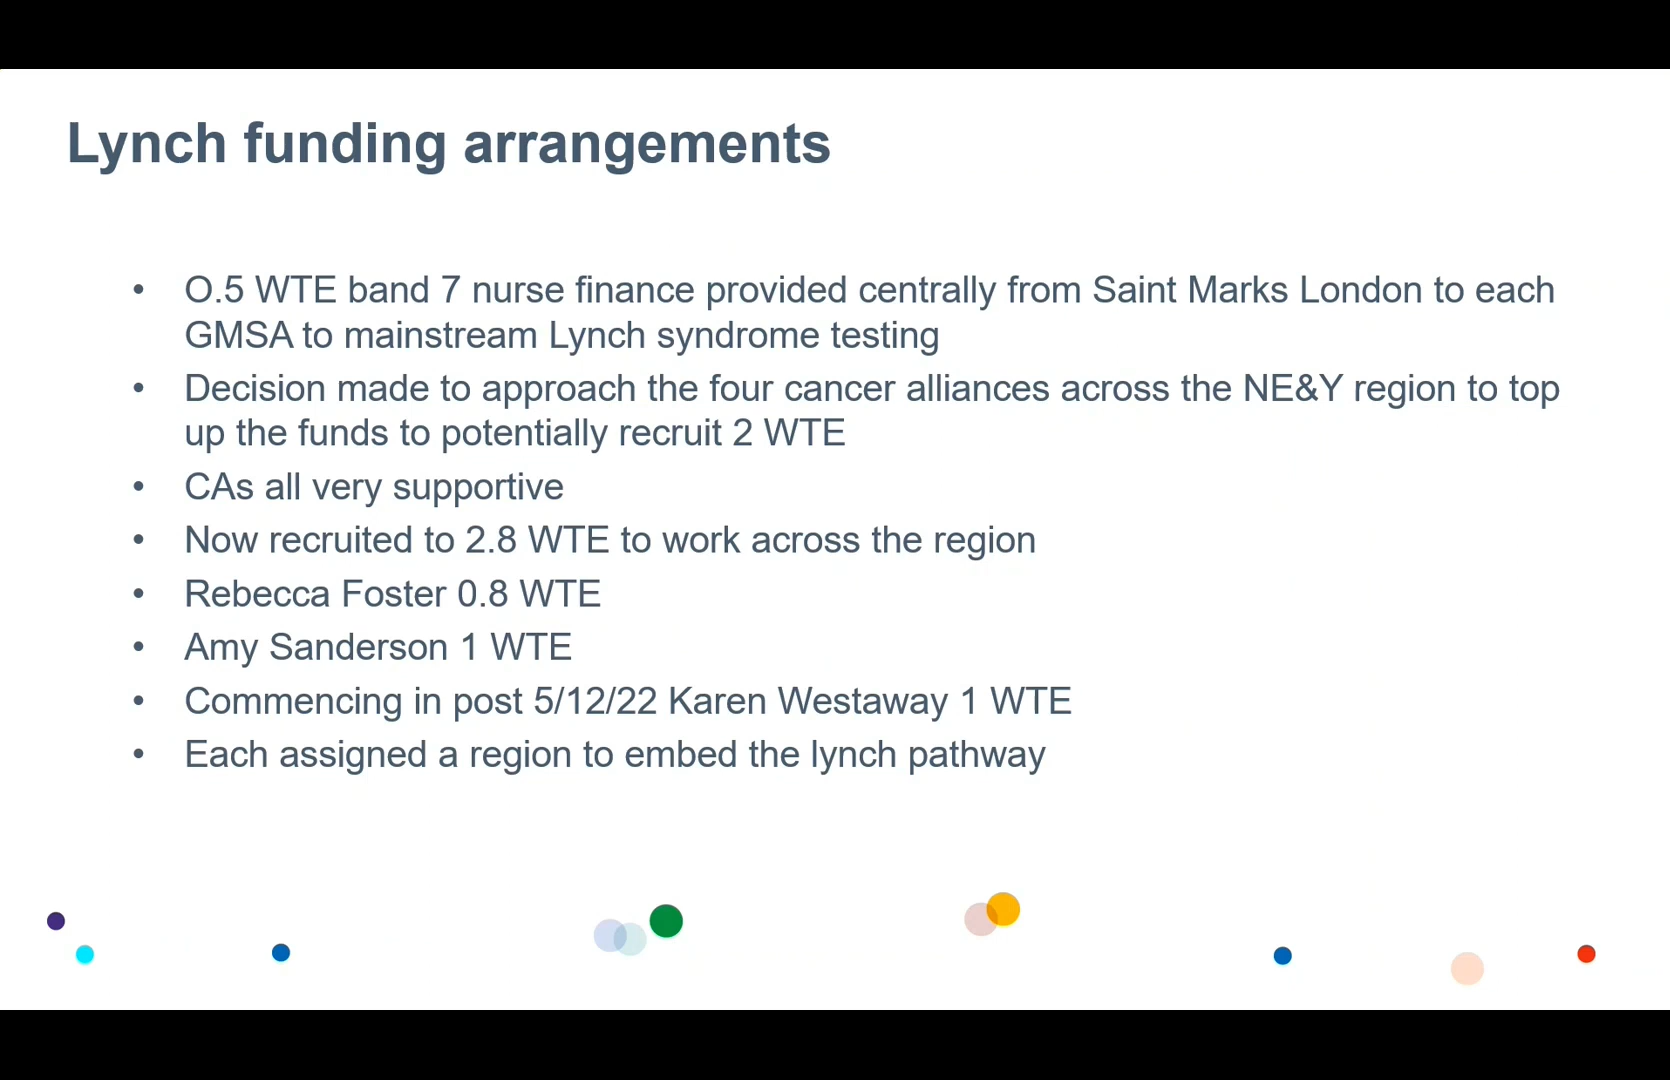 Lynch funding arrangements
• O.5 WTE band 7 nurse finance provided centrally from Saint Marks London to each
GMSA to mainstream Lynch syndrome testing
• Decision made to approach the four cancer alliances across the NE&Y region to top
up the funds to potentially recruit 2 WTE
• CAs all very supportive
• Now recruited to 2.8 WTE to work across the region
• Rebecca Foster 0.8 WTE
• Amy Sanderson 1 WTE
• Commencing in post 5/12/22 Karen Westaway 1 WTE
• Each assigned a region to embed the lynch pathway